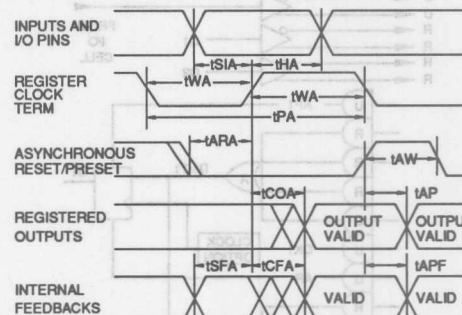 INPUTS AND
I/O PINS
tSIA tHA
REGISTER
CLOCK
TERM
tWA
tWA
tPA
tARA
ASYNCHRONOUS
RESET/PRESET
tAW
tCOA tAP
REGISTERED
OUTPUTS
OUTPUT
VALID
OUTPU
VALID
tSFA tCFA tAPF
INTERNAL
FEEDBACKS
VALID
VALID